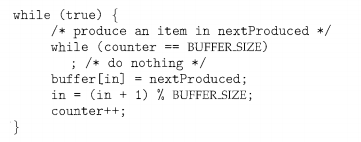 while (true) {
/* produce an item in nextProduced */
while (counter == BUFFER_SIZE)
; /* do nothing */
buffer[in] = nextProduced;
in = (in + 1) % BUFFER_SIZE;
counter++;
}